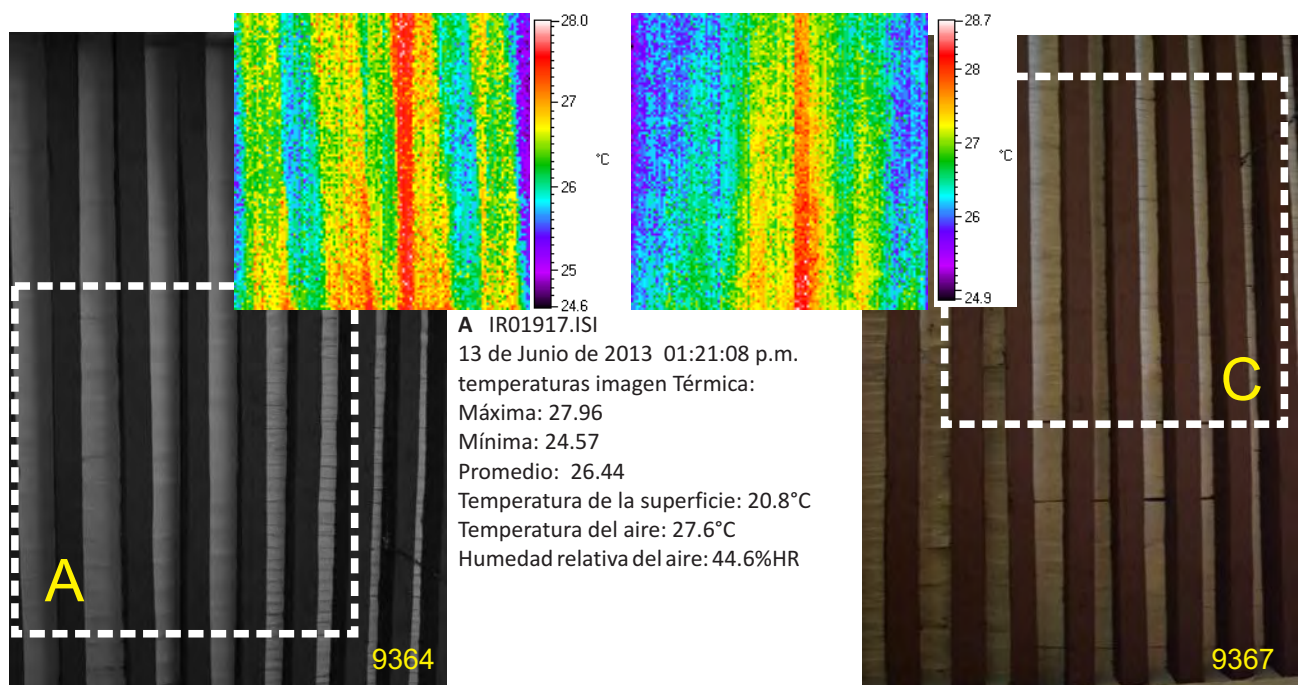 28.0
27
°C
26
25
24.6
28.7
28
27
°C
26
24.9
A IR01917.ISI
13 de Junio de 2013 01:21:08 p.m.
temperaturas imagen Térmica:
Máxima: 27.96
Mínima: 24.57
Promedio: 26.44
Temperatura de la superficie: 20.8°C
Temperatura del aire: 27.6°C
Humedad relativa del aire: 44.6%HR
A
9364
C
9367